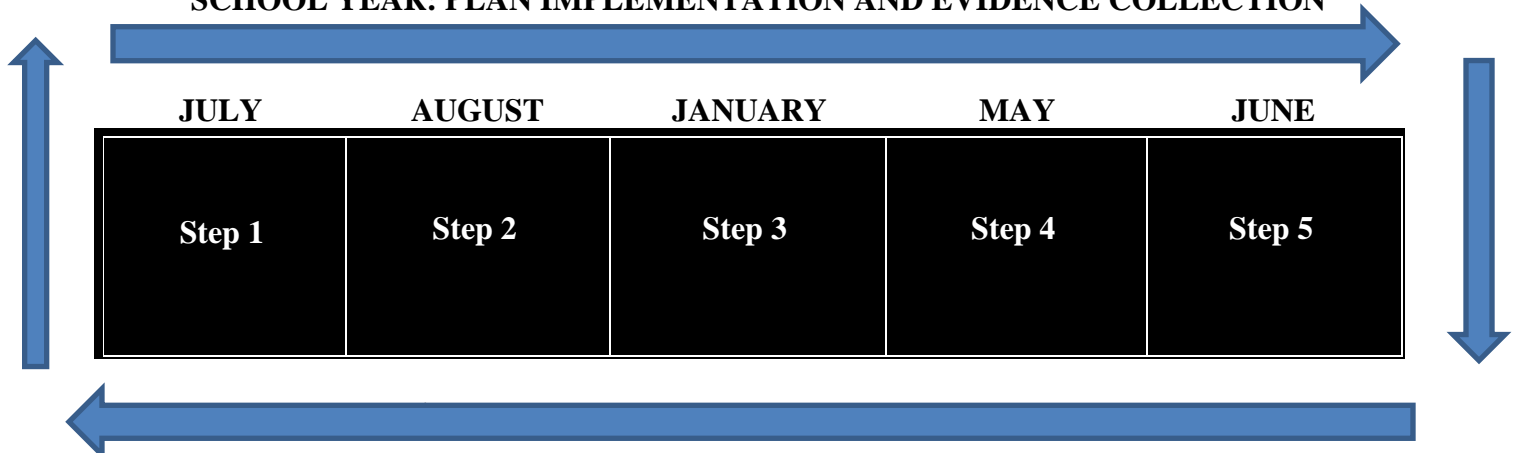 SCHOOL YEAR: PLAN IMPLEMENTATION AND EVIDENCE COLLECTION
JULY AUGUST JANUARY MAY JUNE
Step 1 Step 2 Step 3 Step 4 Step 5